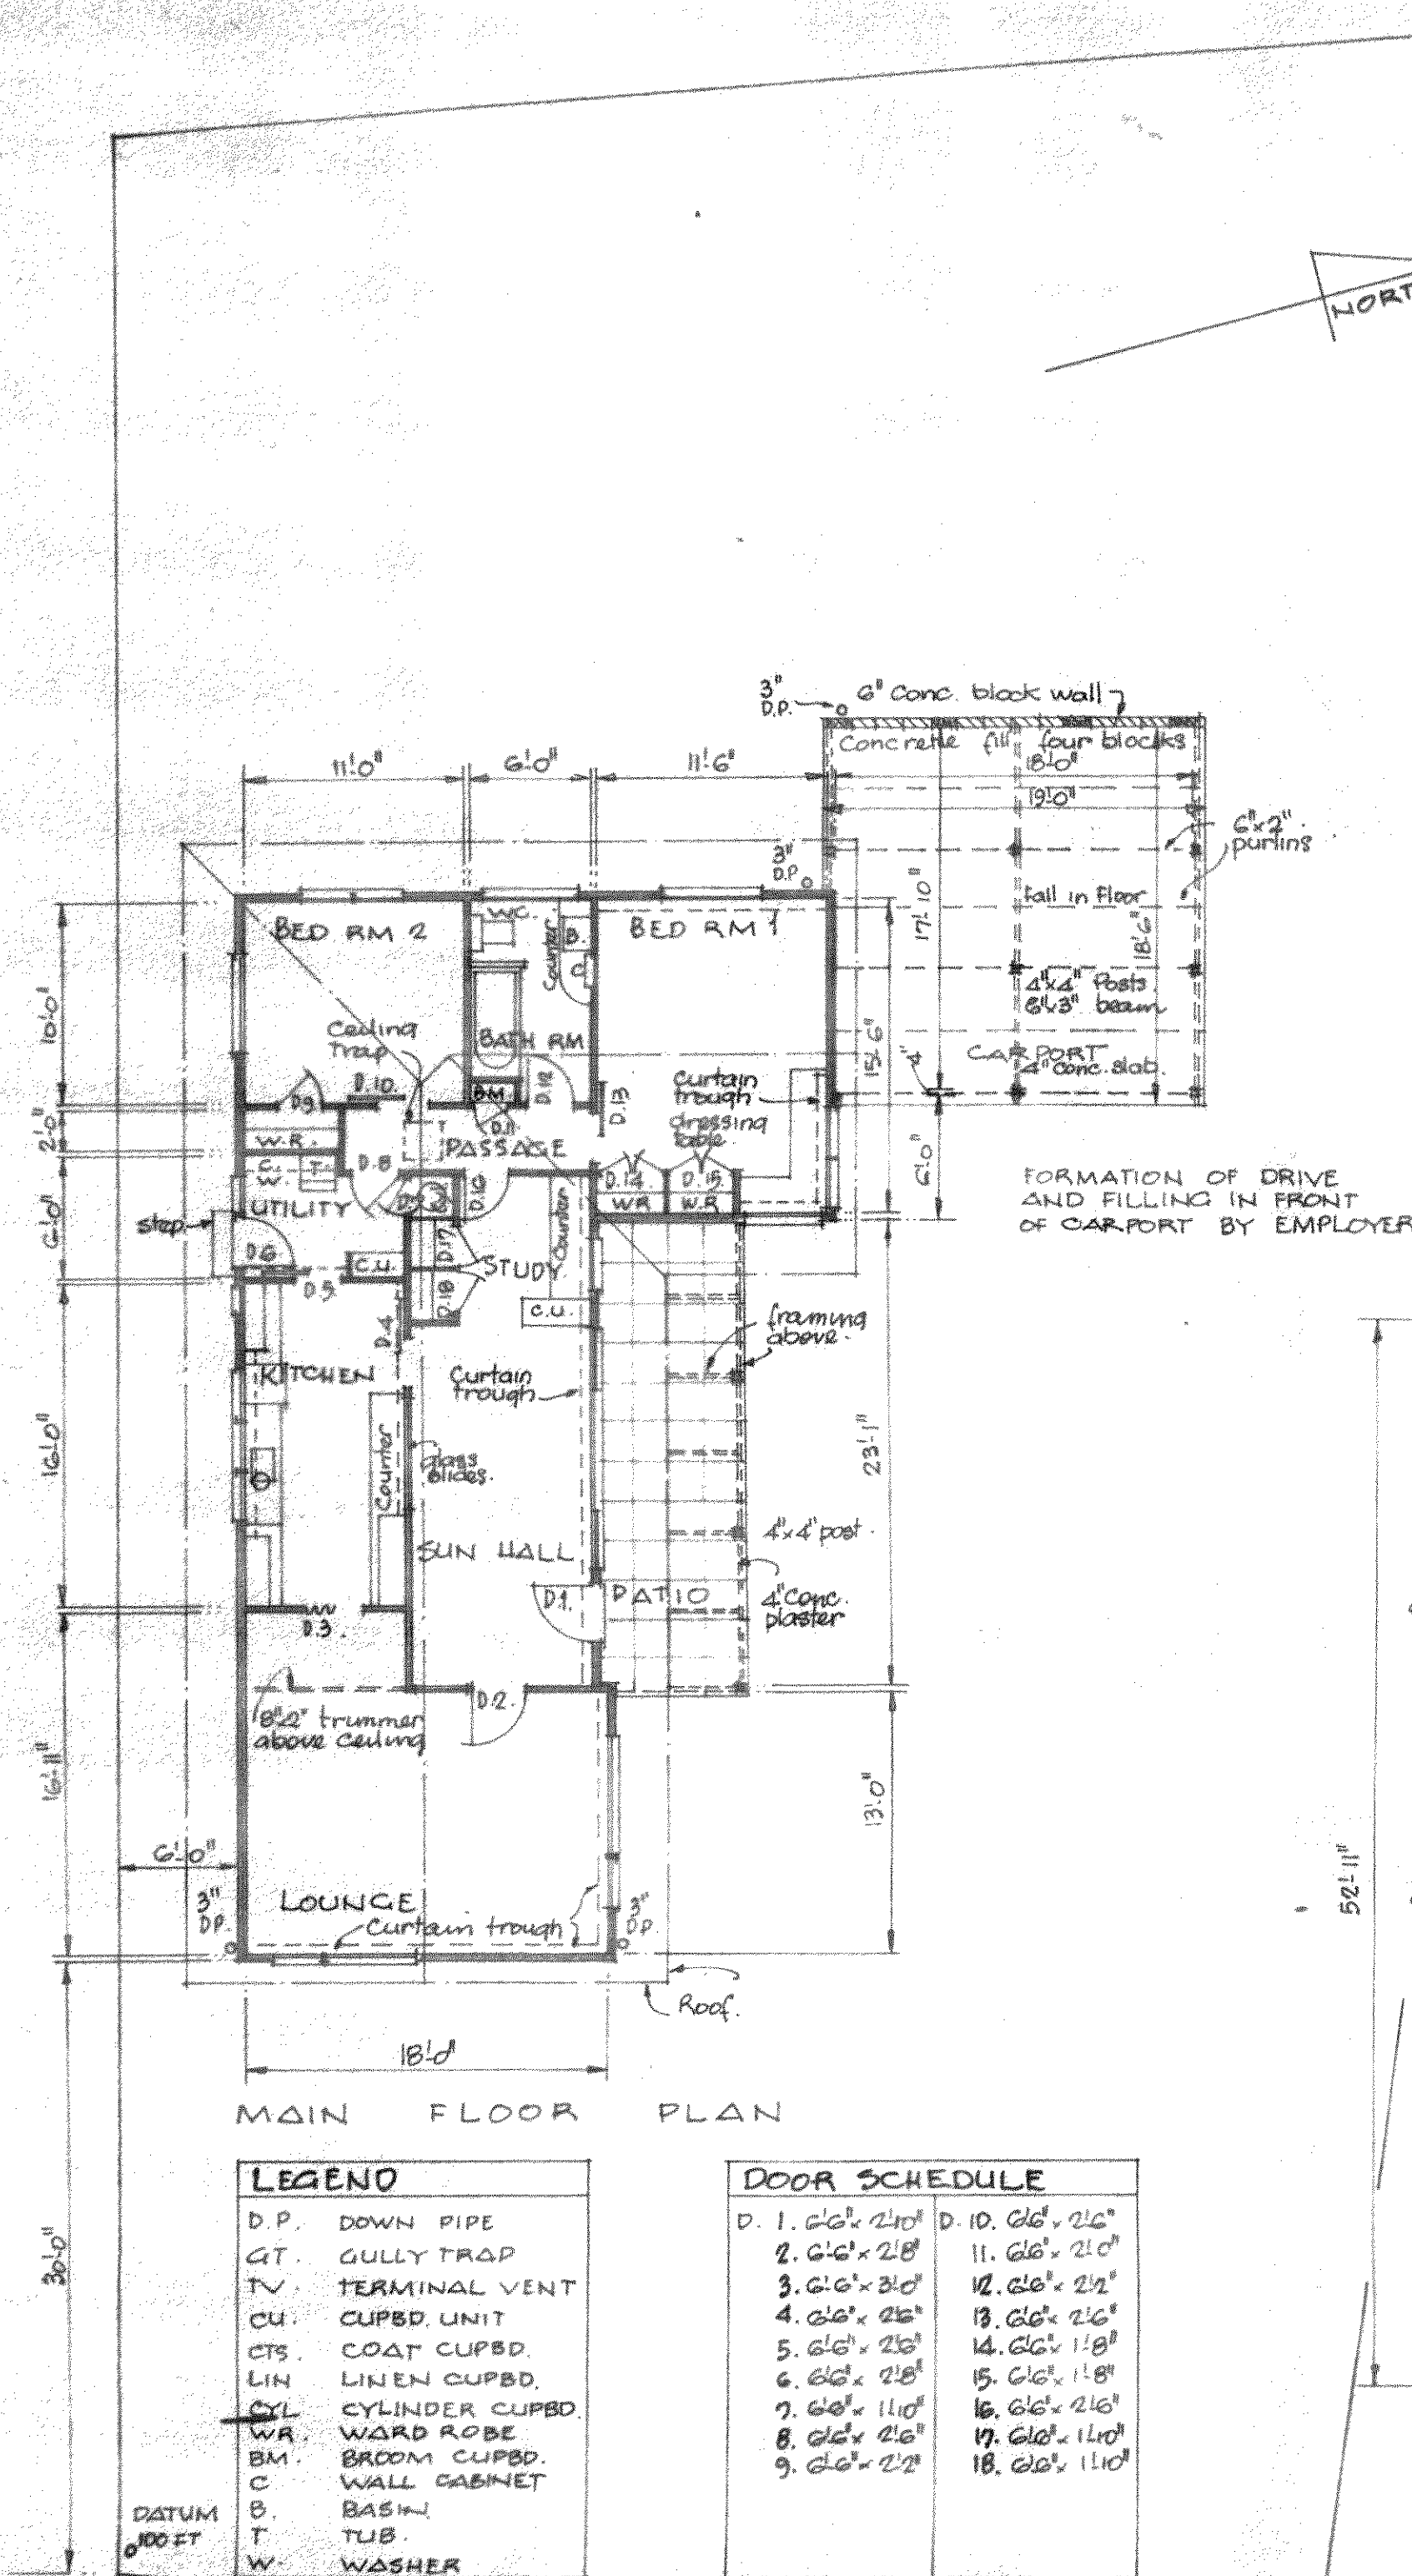 NORT
3" D.P.
6" Conc. block wall
Concrete fill four blocks
11'-0" 6'-0" 11'-6" 18'-0"
19'-0"
6"x2" purlins
3" D.P.
17'-10"
Fall in Floor
18'-6"
BED RM 2
W.C.
Counter
B.
C
BED RM 1
4"x4" Posts.
6"x3" beam
10'-0"
Ceiling trap
BATH RM
15'-6"
4"
CARPORT
4" conc. slab.
D.9
D.10.
BM
D.11
D.12
D.13
Curtain trough
dressing table
2'-0"
W.R.
PASSAGE
6'-0"
C.
W.
T.
D.8
D.7
D.16
D.14.
D.15.
WR
W.R
FORMATION OF DRIVE
AND FILLING IN FRONT
OF CARPORT BY EMPLOYER
UTILITY
step
6'-0"
D.6
D.5.
C.U.
D.17
D.18
STUDY
Counter
C.U.
D.4
framing above.
KITCHEN
Curtain trough
16'-0"
Counter
glass slides.
23'-1"
4"x4" post.
SUN HALL
D.1.
PATIO
4" Conc. plaster
D.3.
D.2.
8"x2" trimmer
above ceiling
16'-11"
13'-0"
6'-0"
52'-11"
3" D.P.
LOUNGE
Curtain trough
3" D.P.
Roof.
18'-0"
MAIN FLOOR PLAN
30'-0"
LEGEND
D.P. DOWN PIPE
GT. GULLY TRAP
TV. TERMINAL VENT
CU. CUPBD. UNIT
CTS. COAT CUPBD.
LIN LINEN CUPBD.
CYL CYLINDER CUPBD.
WR. WARD ROBE
BM. BROOM CUPBD.
C WALL CABINET
B. BASIN
T TUB.
W. WASHER
DATUM
100 FT
DOOR SCHEDULE
D. 1. 6'-6" x 2'-10" D. 10. 6'6" x 2'6"
2. 6'-6" x 2'8" 11. 6'6" x 2'0"
3. 6'-6" x 3'-0" 12. 6'6" x 2'2"
4. 6'6" x 2'6" 13. 6'6" x 2'6"
5. 6'6" x 2'6" 14. 6'6" x 1'-8"
6. 6'6" x 2'8" 15. 6'6" x 1'-8"
7. 6'6" x 1'10" 16. 6'6" x 2'6"
8. 6'6" x 2'6" 17. 6'6" x 1'-10"
9. 6'-6" x 2'2" 18. 6'6" x 1'10"